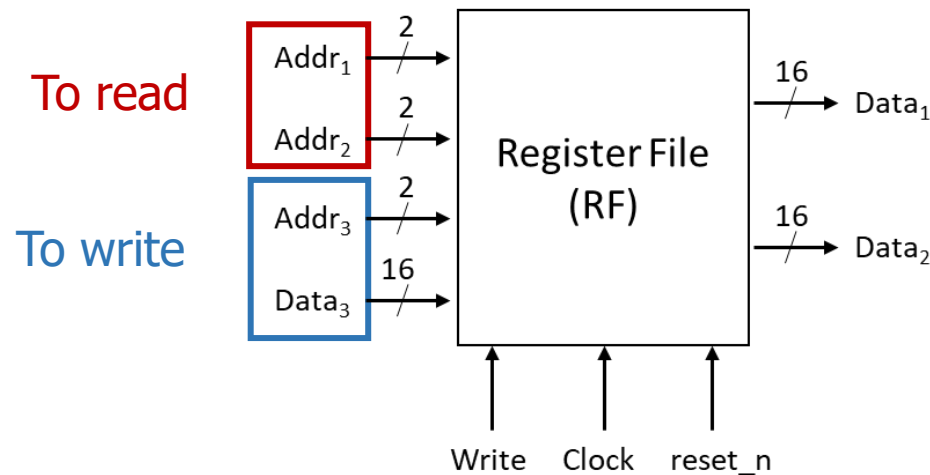 To read
To write
Addr₁
2
Addr₂
2
Addr₃
2
Data₃
16
Register File
(RF)
16
Data₁
16
Data₂
Write
Clock
reset_n